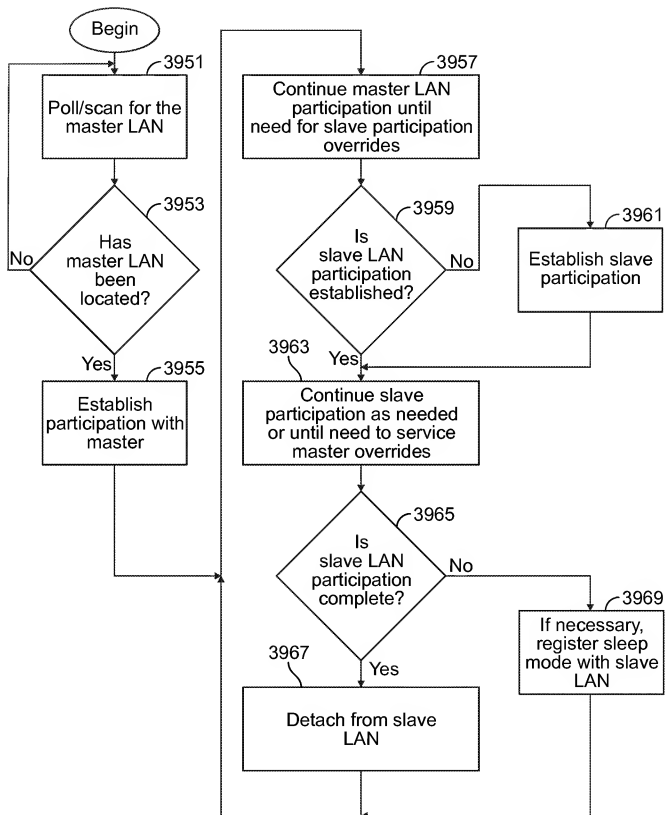 Begin
3951
Poll/scan for the
master LAN
3953
Has
master LAN
been
located?
No
Yes
3955
Establish
participation with
master
3957
Continue master LAN
participation until
need for slave participation
overrides
3959
Is
slave LAN
participation
established?
No
3961
Establish slave
participation
Yes
3963
Continue slave
participation as needed
or until need to service
master overrides
3965
Is
slave LAN
participation
complete?
No
3969
If necessary,
register sleep
mode with slave
LAN
Yes
3967
Detach from slave
LAN